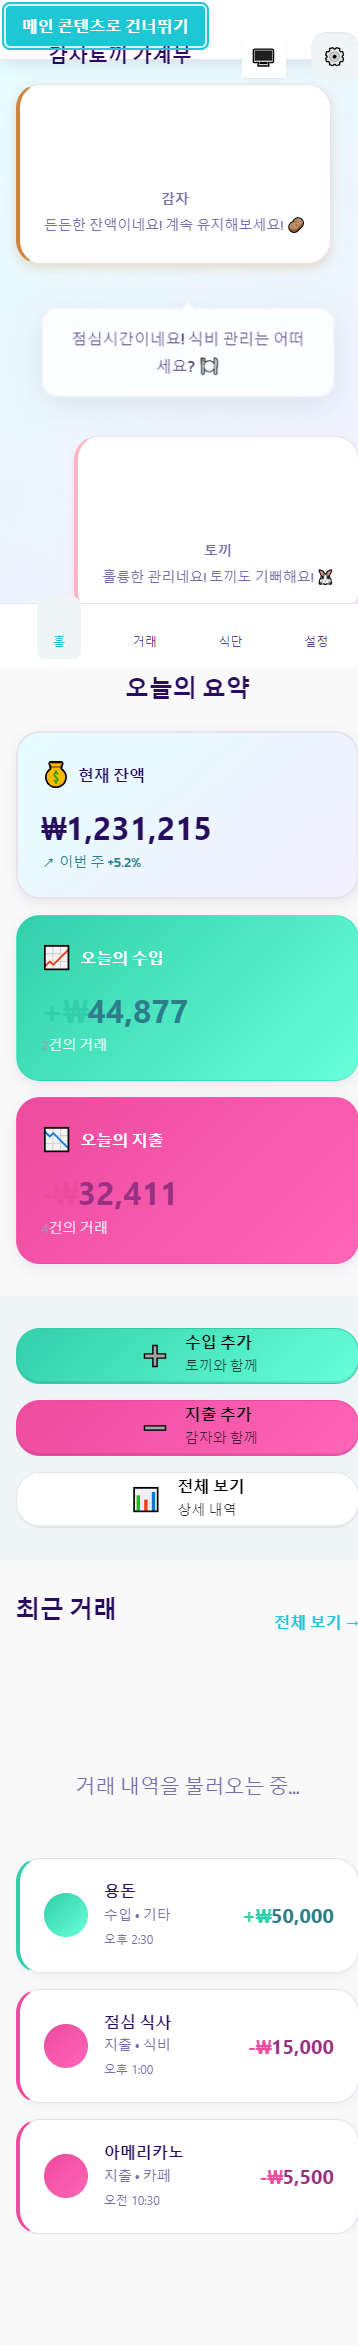 메인 콘텐츠로 건너뛰기
감사토끼 가계부
감자
든든한 잔액이네요! 계속 유지해보세요! 🥔
점심시간이네요! 식비 관리는 어떠
세요? 🍽️
토끼
훌륭한 관리네요! 토끼도 기뻐해요! 🐰
홈
거래
식단
설정
오늘의 요약
💰 현재 잔액
₩1,231,215
↗ 이번 주 +5.2%
📈 오늘의 수입
+₩44,877
건의 거래
📉 오늘의 지출
-₩32,411
건의 거래
➕ 수입 추가
토끼와 함께
➖ 지출 추가
감자와 함께
📊 전체 보기
상세 내역
최근 거래
전체 보기 →
거래 내역을 불러오는 중...
용돈
수입 • 기타
+₩50,000
오후 2:30
점심 식사
지출 • 식비
-₩15,000
오후 1:00
아메리카노
지출 • 카페
-₩5,500
오전 10:30